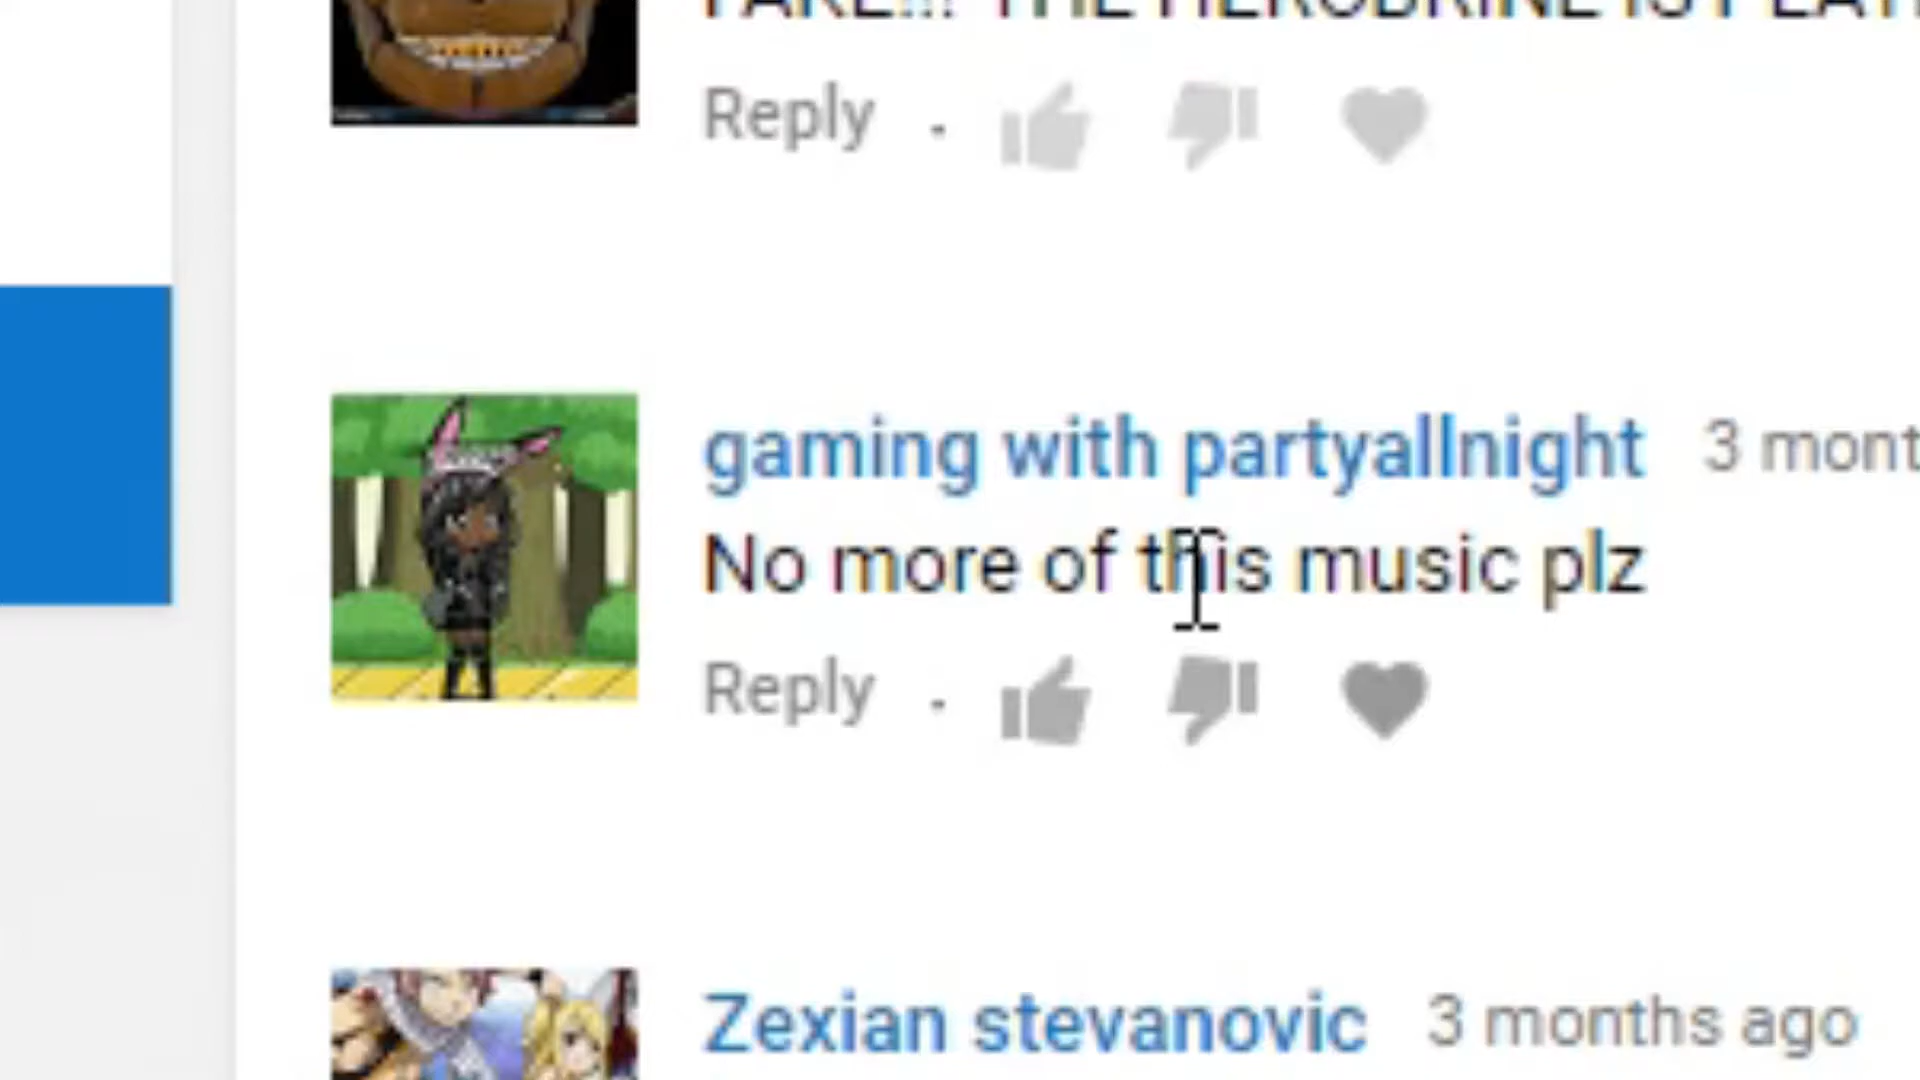 FAKE!!! THE HEROBRINE IS
Reply
gaming with partyallnight 3 mont
No more of this music plz
Reply
Zexian stevanovic 3 months ago